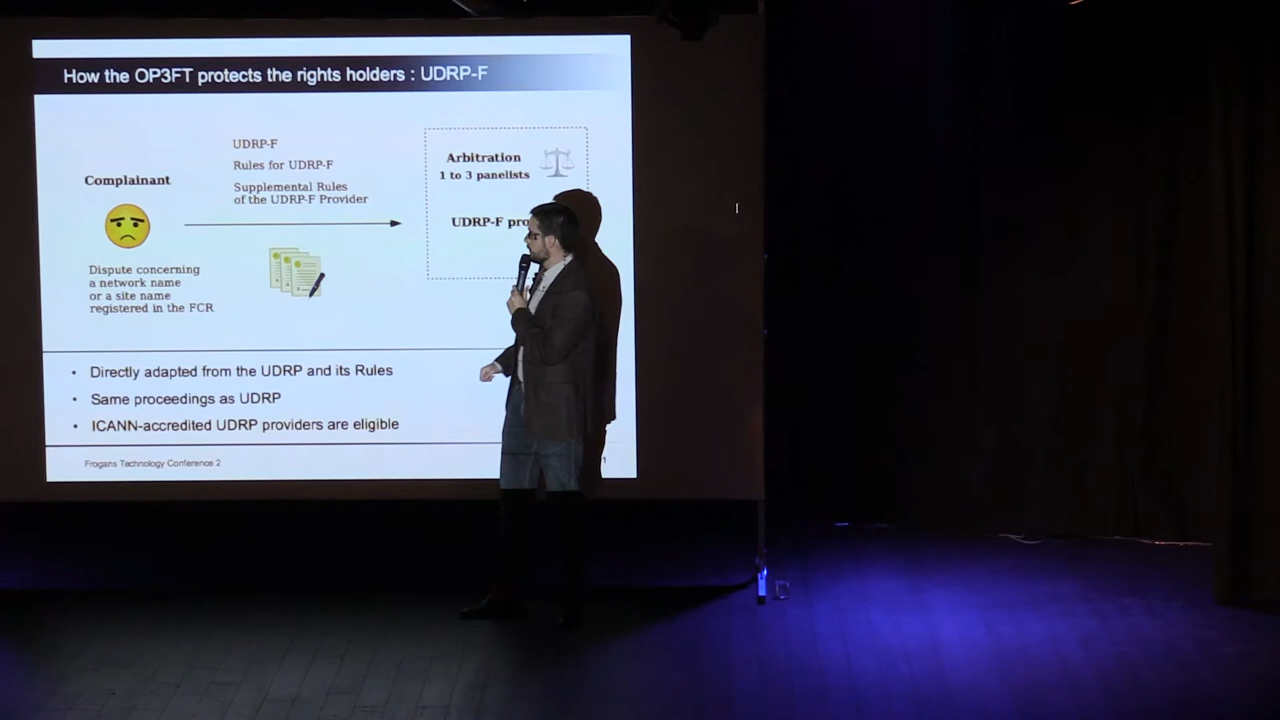 How the OP3FT protects the rights holders : UDRP-F
Complainant
Dispute concerning
a network name
or a site name
registered in the FCR
UDRP-F
Rules for UDRP-F
Supplemental Rules
of the UDRP-F Provider
Arbitration
1 to 3 panelists
UDRP-F
• Directly adapted from the UDRP and its Rules
• Same proceedings as UDRP
• ICANN-accredited UDRP providers are eligible
Frogans Technology Conference 2